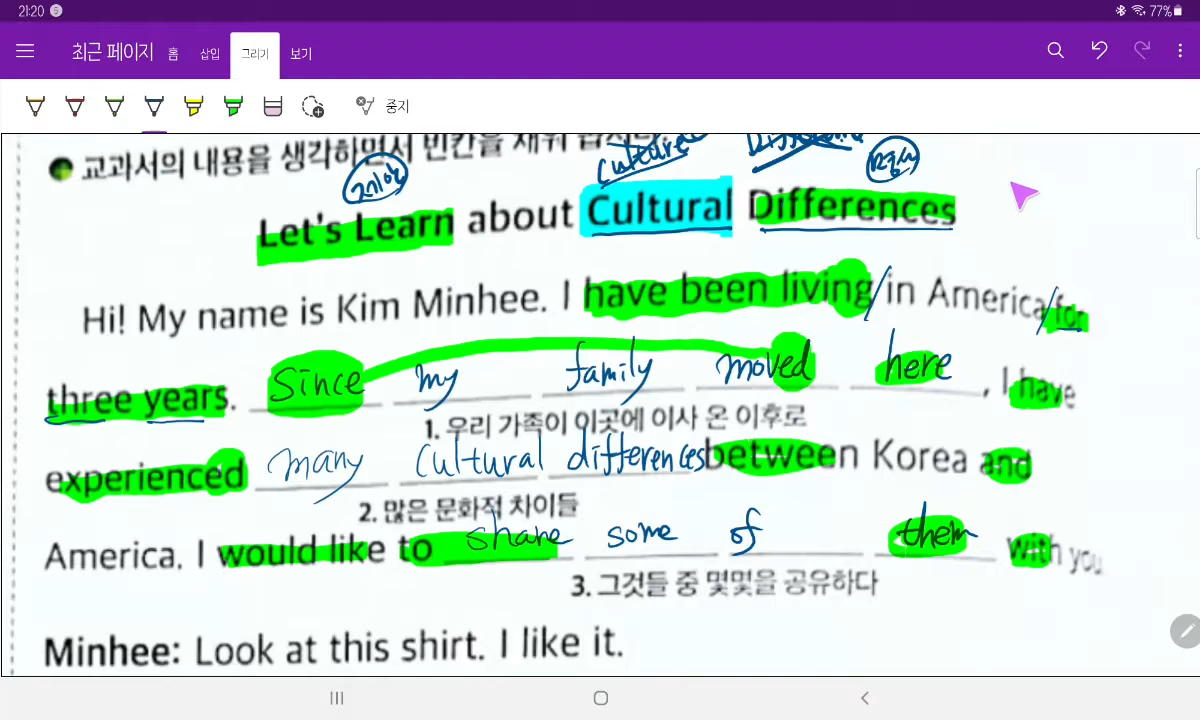 21:20 77%
최근 페이지 홈 삽입 그리기 보기
중지
교과서의 내용을 생각하면서 빈칸을 채워 봅시다.
Culture
Let's Learn about Cultural Differences
Hi! My name is Kim Minhee. I have been living/in America/for
three years. Since my family moved here, I have
1. 우리 가족이 이곳에 이사 온 이후로
experienced many cultural differences between Korea and
2. 많은 문화적 차이들
America. I would like to share some of them with you.
3. 그것들 중 몇몇을 공유하다
Minhee: Look at this shirt. I like it.